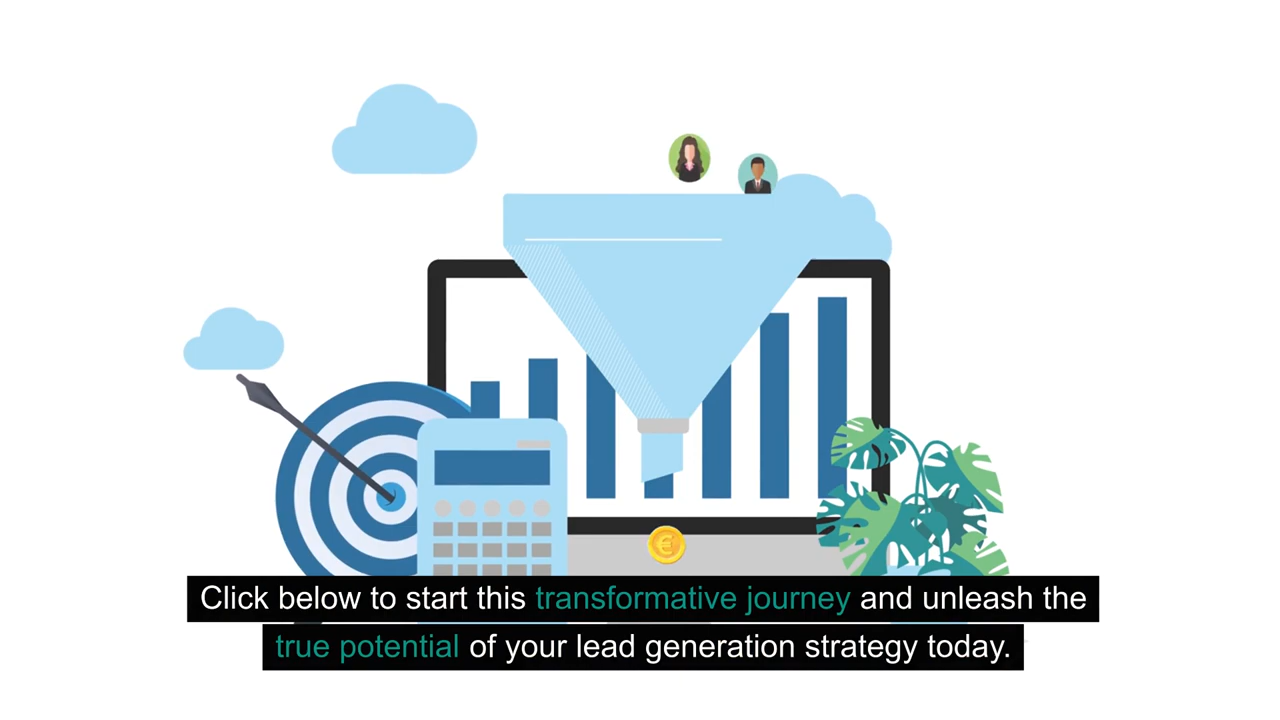 Click below to start this transformative journey and unleash the
true potential of your lead generation strategy today.